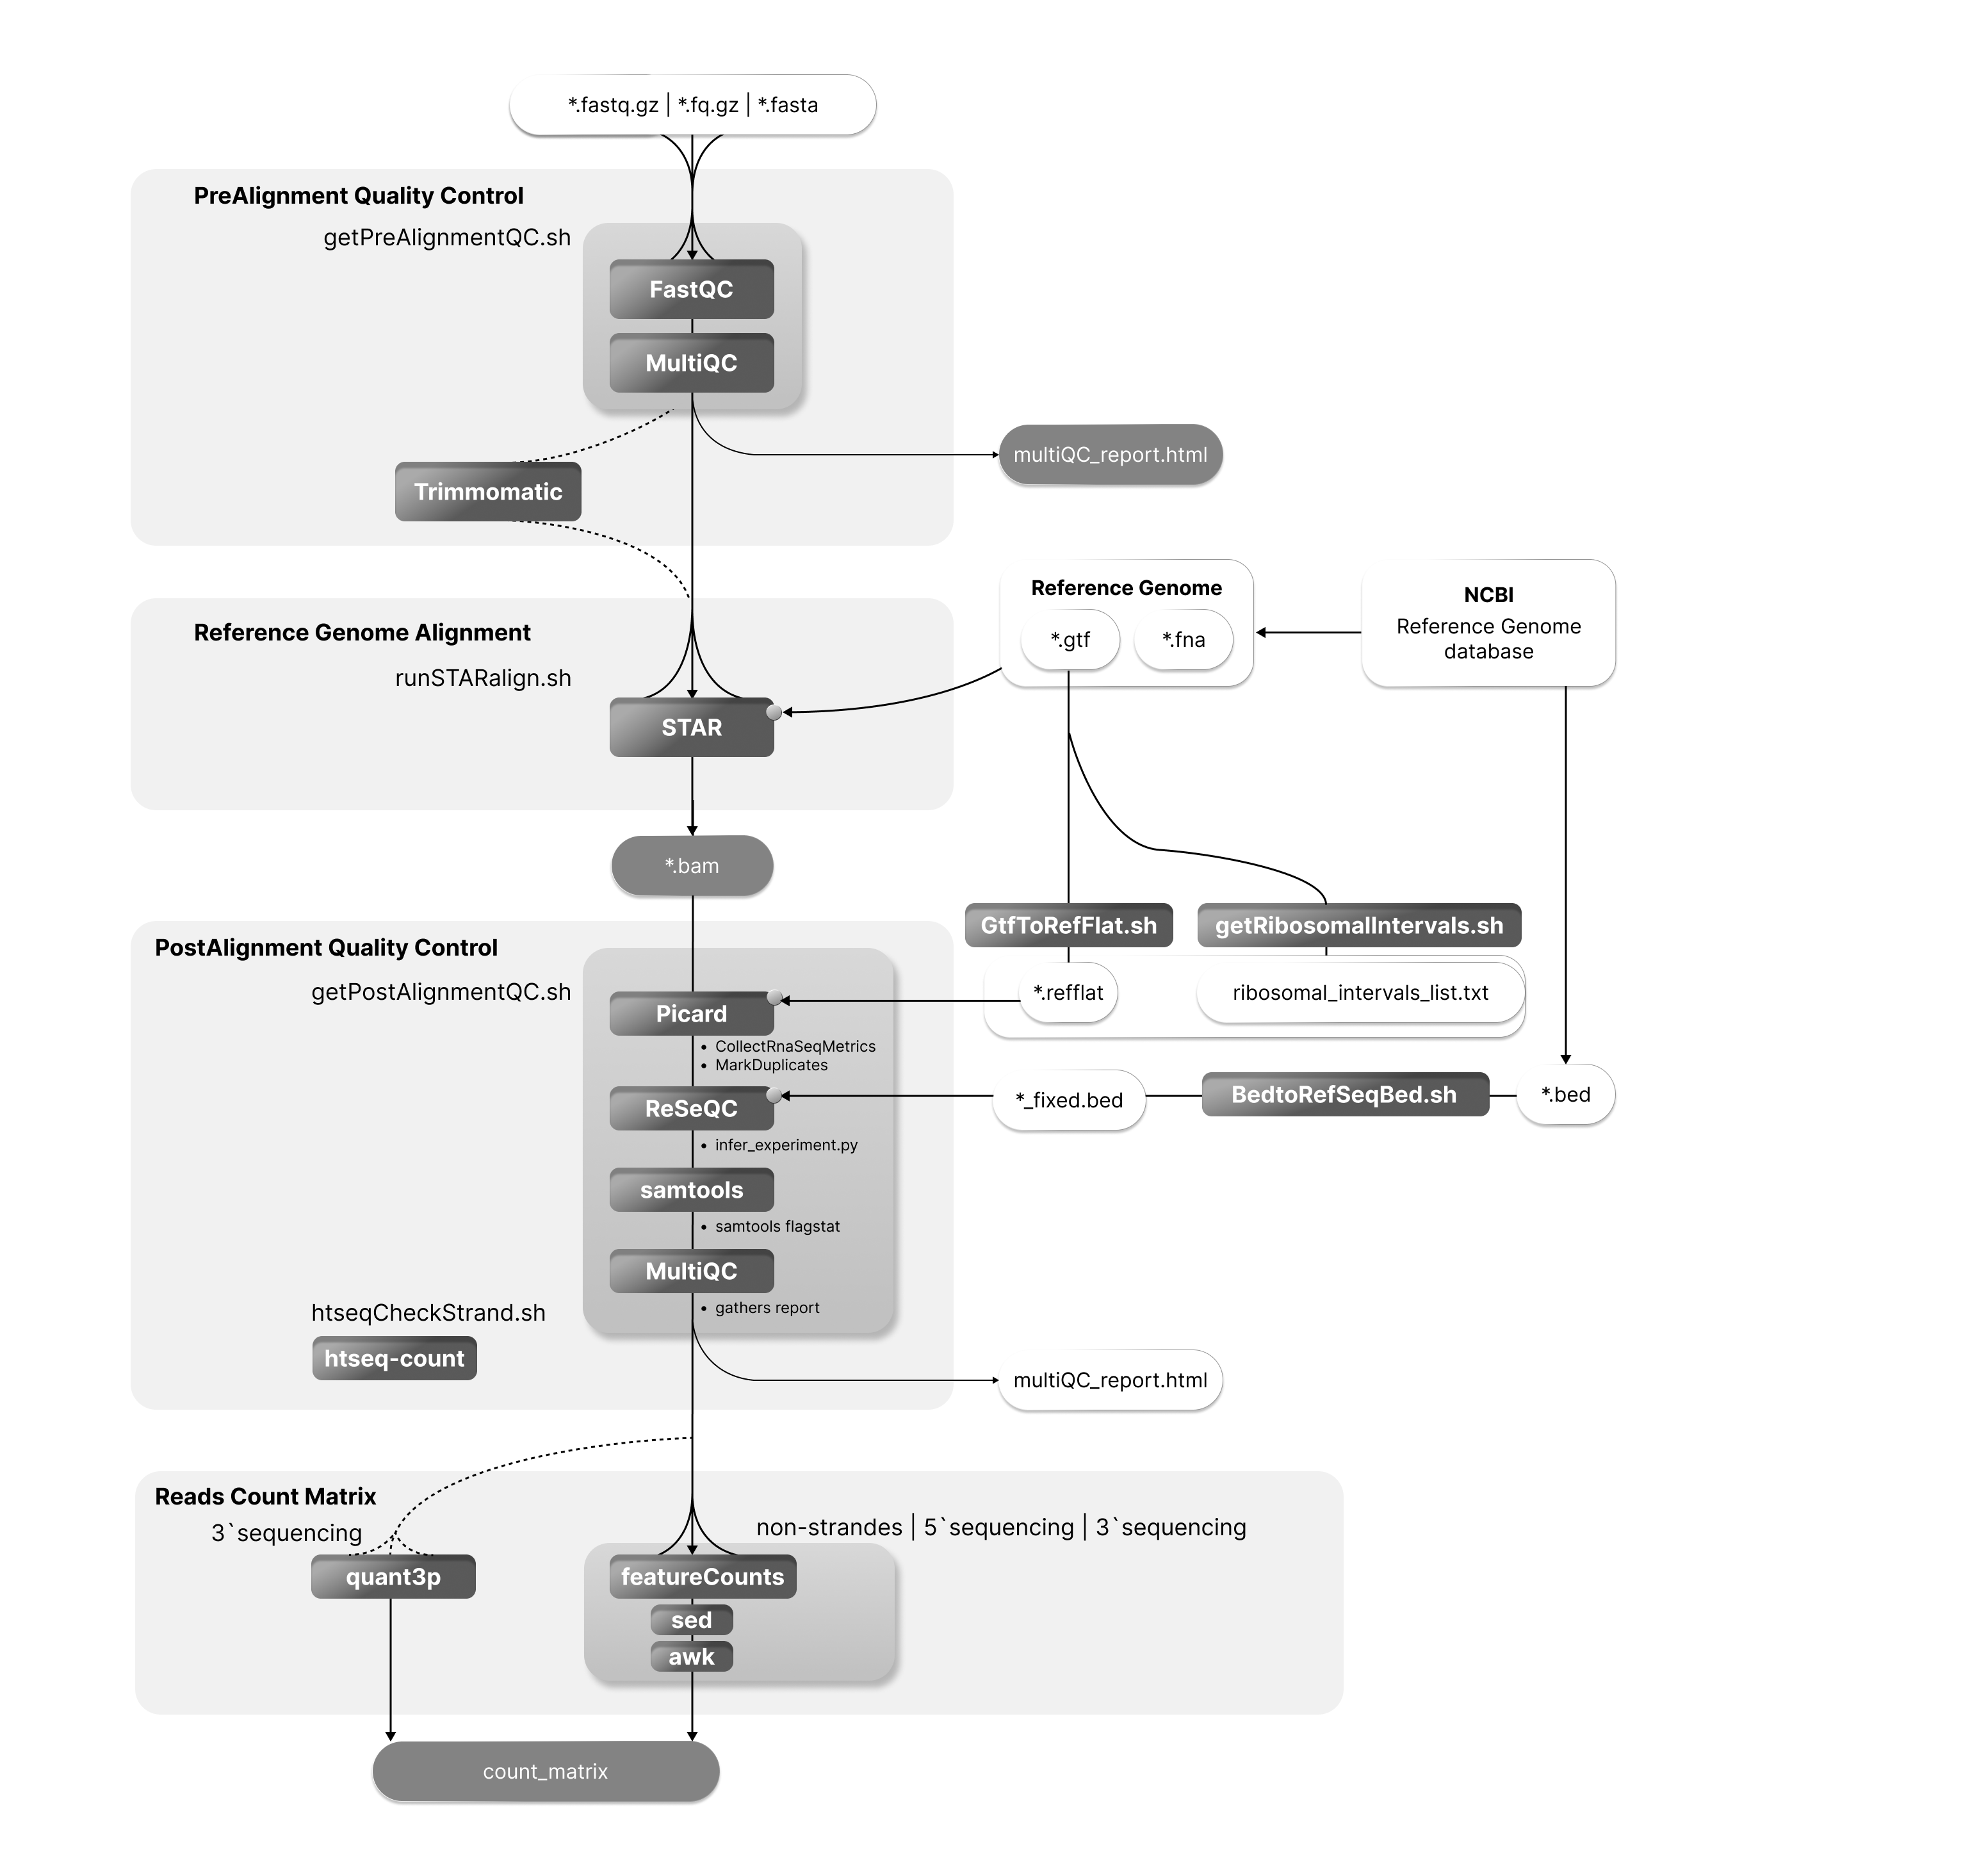 *.fastq.gz | *.fq.gz | *.fasta
PreAlignment Quality Control
getPreAlignmentQC.sh
FastQC
MultiQC
multiQC_report.html
Trimmomatic
Reference Genome
*.gtf
*.fna
NCBI
Reference Genome
database
Reference Genome Alignment
runSTARalign.sh
STAR
*.bam
GtfToRefFlat.sh
getRibosomalIntervals.sh
PostAlignment Quality Control
getPostAlignmentQC.sh
*.refflat
ribosomal_intervals_list.txt
Picard
• CollectRnaSeqMetrics
• MarkDuplicates
ReSeQC
*_fixed.bed
BedtoRefSeqBed.sh
*.bed
• infer_experiment.py
samtools
• samtools flagstat
MultiQC
• gathers report
htseqCheckStrand.sh
htseq-count
multiQC_report.html
Reads Count Matrix
3`sequencing
non-strandes | 5`sequencing | 3`sequencing
quant3p
featureCounts
sed
awk
count_matrix